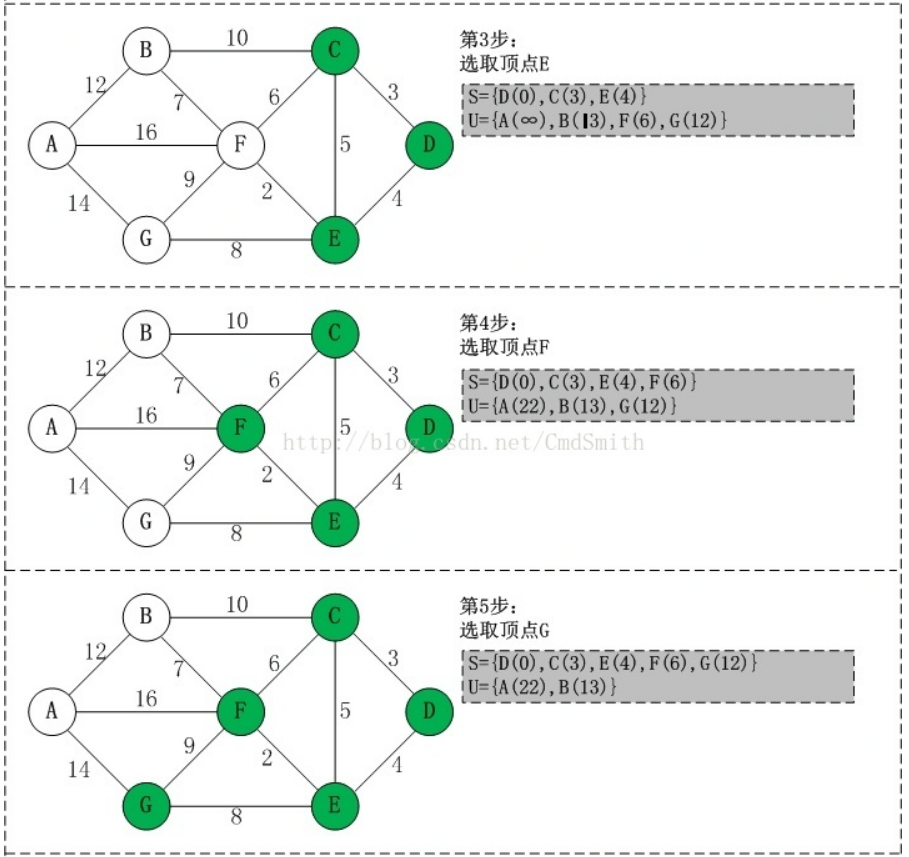 B
10
C
第3步:
选取顶点E
12
7
6
3
S={D(0),C(3),E(4)}
U={A(∞),B(13),F(6),G(12)}
A
16
F
5
D
14
9
2
4
G
8
E
B
10
C
第4步:
选取顶点F
12
7
6
3
S={D(0),C(3),E(4),F(6)}
U={A(22),B(13),G(12)}
A
16
F
5
D
http://blog.csdn.net/CmdSmith
14
9
2
4
G
8
E
B
10
C
第5步:
选取顶点G
12
7
6
3
S={D(0),C(3),E(4),F(6),G(12)}
U={A(22),B(13)}
A
16
F
5
D
14
9
2
4
G
8
E